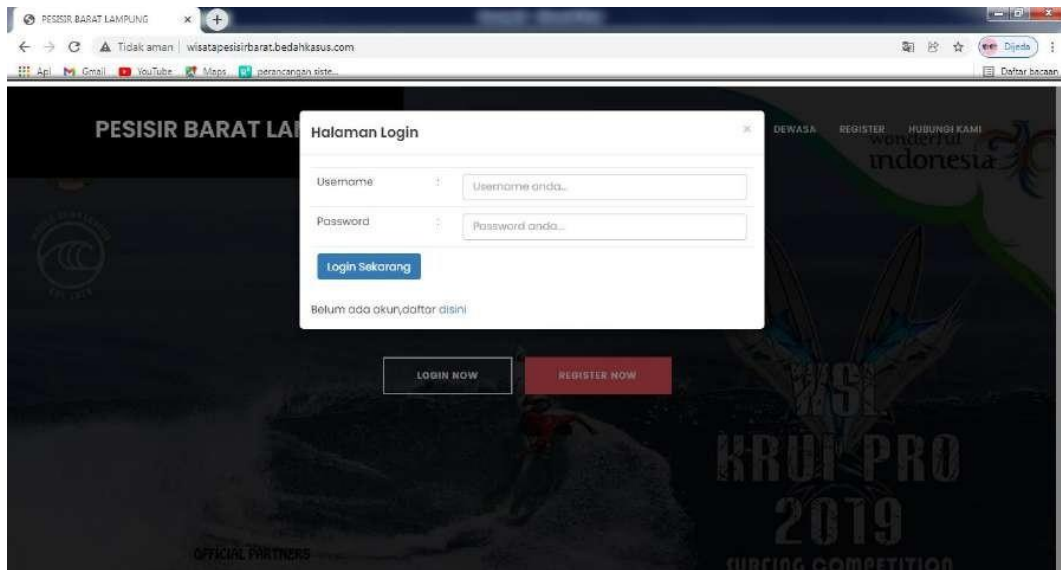 PESISIR BARAT LAMPUNG
Tidak aman | wisatapesisirbarat.bedahkasus.com
Dijeda
Apl Gmail YouTube Maps perancangan siste...
Daftar bacaan
PESISIR BARAT LA
DEWASA REGISTER HUBUNGI KAMI
wonderful
indonesia
Halaman Login
Username : Username anda...
Password : Password anda...
Login Sekarang
Belum ada akun,daftar disini
LOGIN NOW REGISTER NOW
WSL
KRUI PRO
2019
SURFING COMPETITION
OFFICIAL PARTNERS